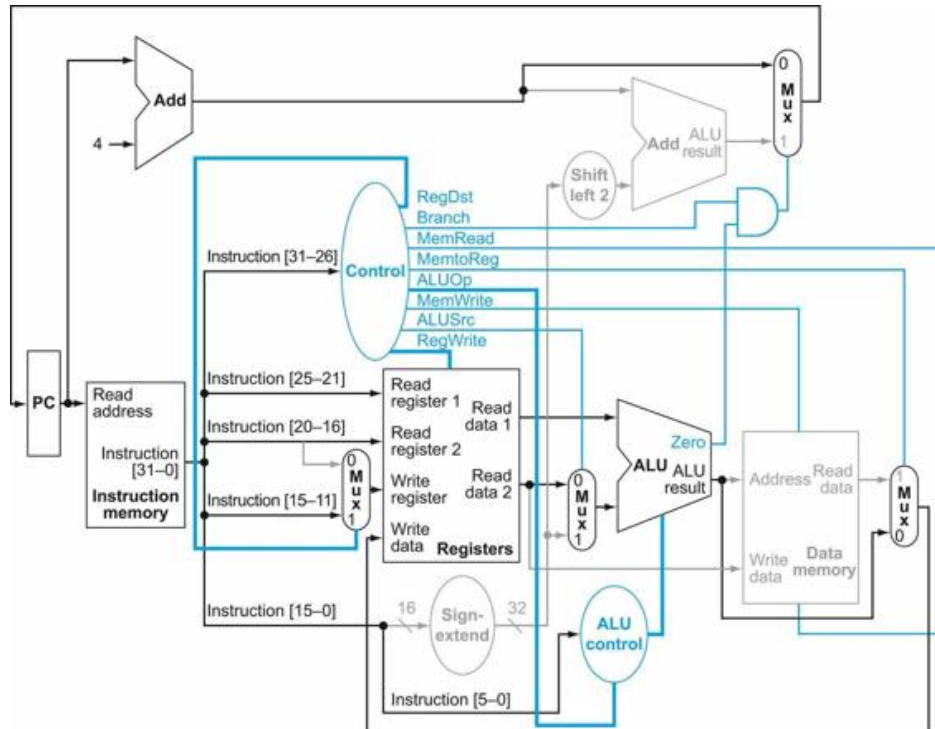 0
Mux
1
Add
4
Add ALU
result
Shift
left 2
RegDst
Branch
MemRead
MemtoReg
ALUOp
MemWrite
ALUSrc
RegWrite
Control
Instruction [31–26]
PC
Read
address
Instruction
[31–0]
Instruction
memory
Instruction [25–21]
Instruction [20–16]
Instruction [15–11]
0
Mux
1
Read
register 1
Read
register 2
Write
register
Write
data
Read
data 1
Read
data 2
Registers
0
Mux
1
Zero
ALU ALU
result
Address
Read
data
Write
data
Data
memory
1
Mux
0
Instruction [15–0]
16
Sign-
extend
32
ALU
control
Instruction [5–0]